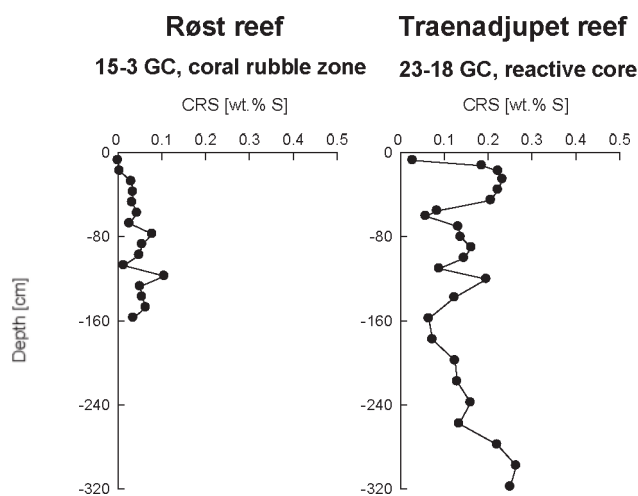 Røst reef
15-3 GC, coral rubble zone
CRS [wt.% S]
0 0.1 0.2 0.3 0.4 0.5
0
-80
-160
-240
-320
Depth [cm]
Traenadjupet reef
23-18 GC, reactive core
CRS [wt.% S]
0 0.1 0.2 0.3 0.4 0.5
0
-80
-160
-240
-320